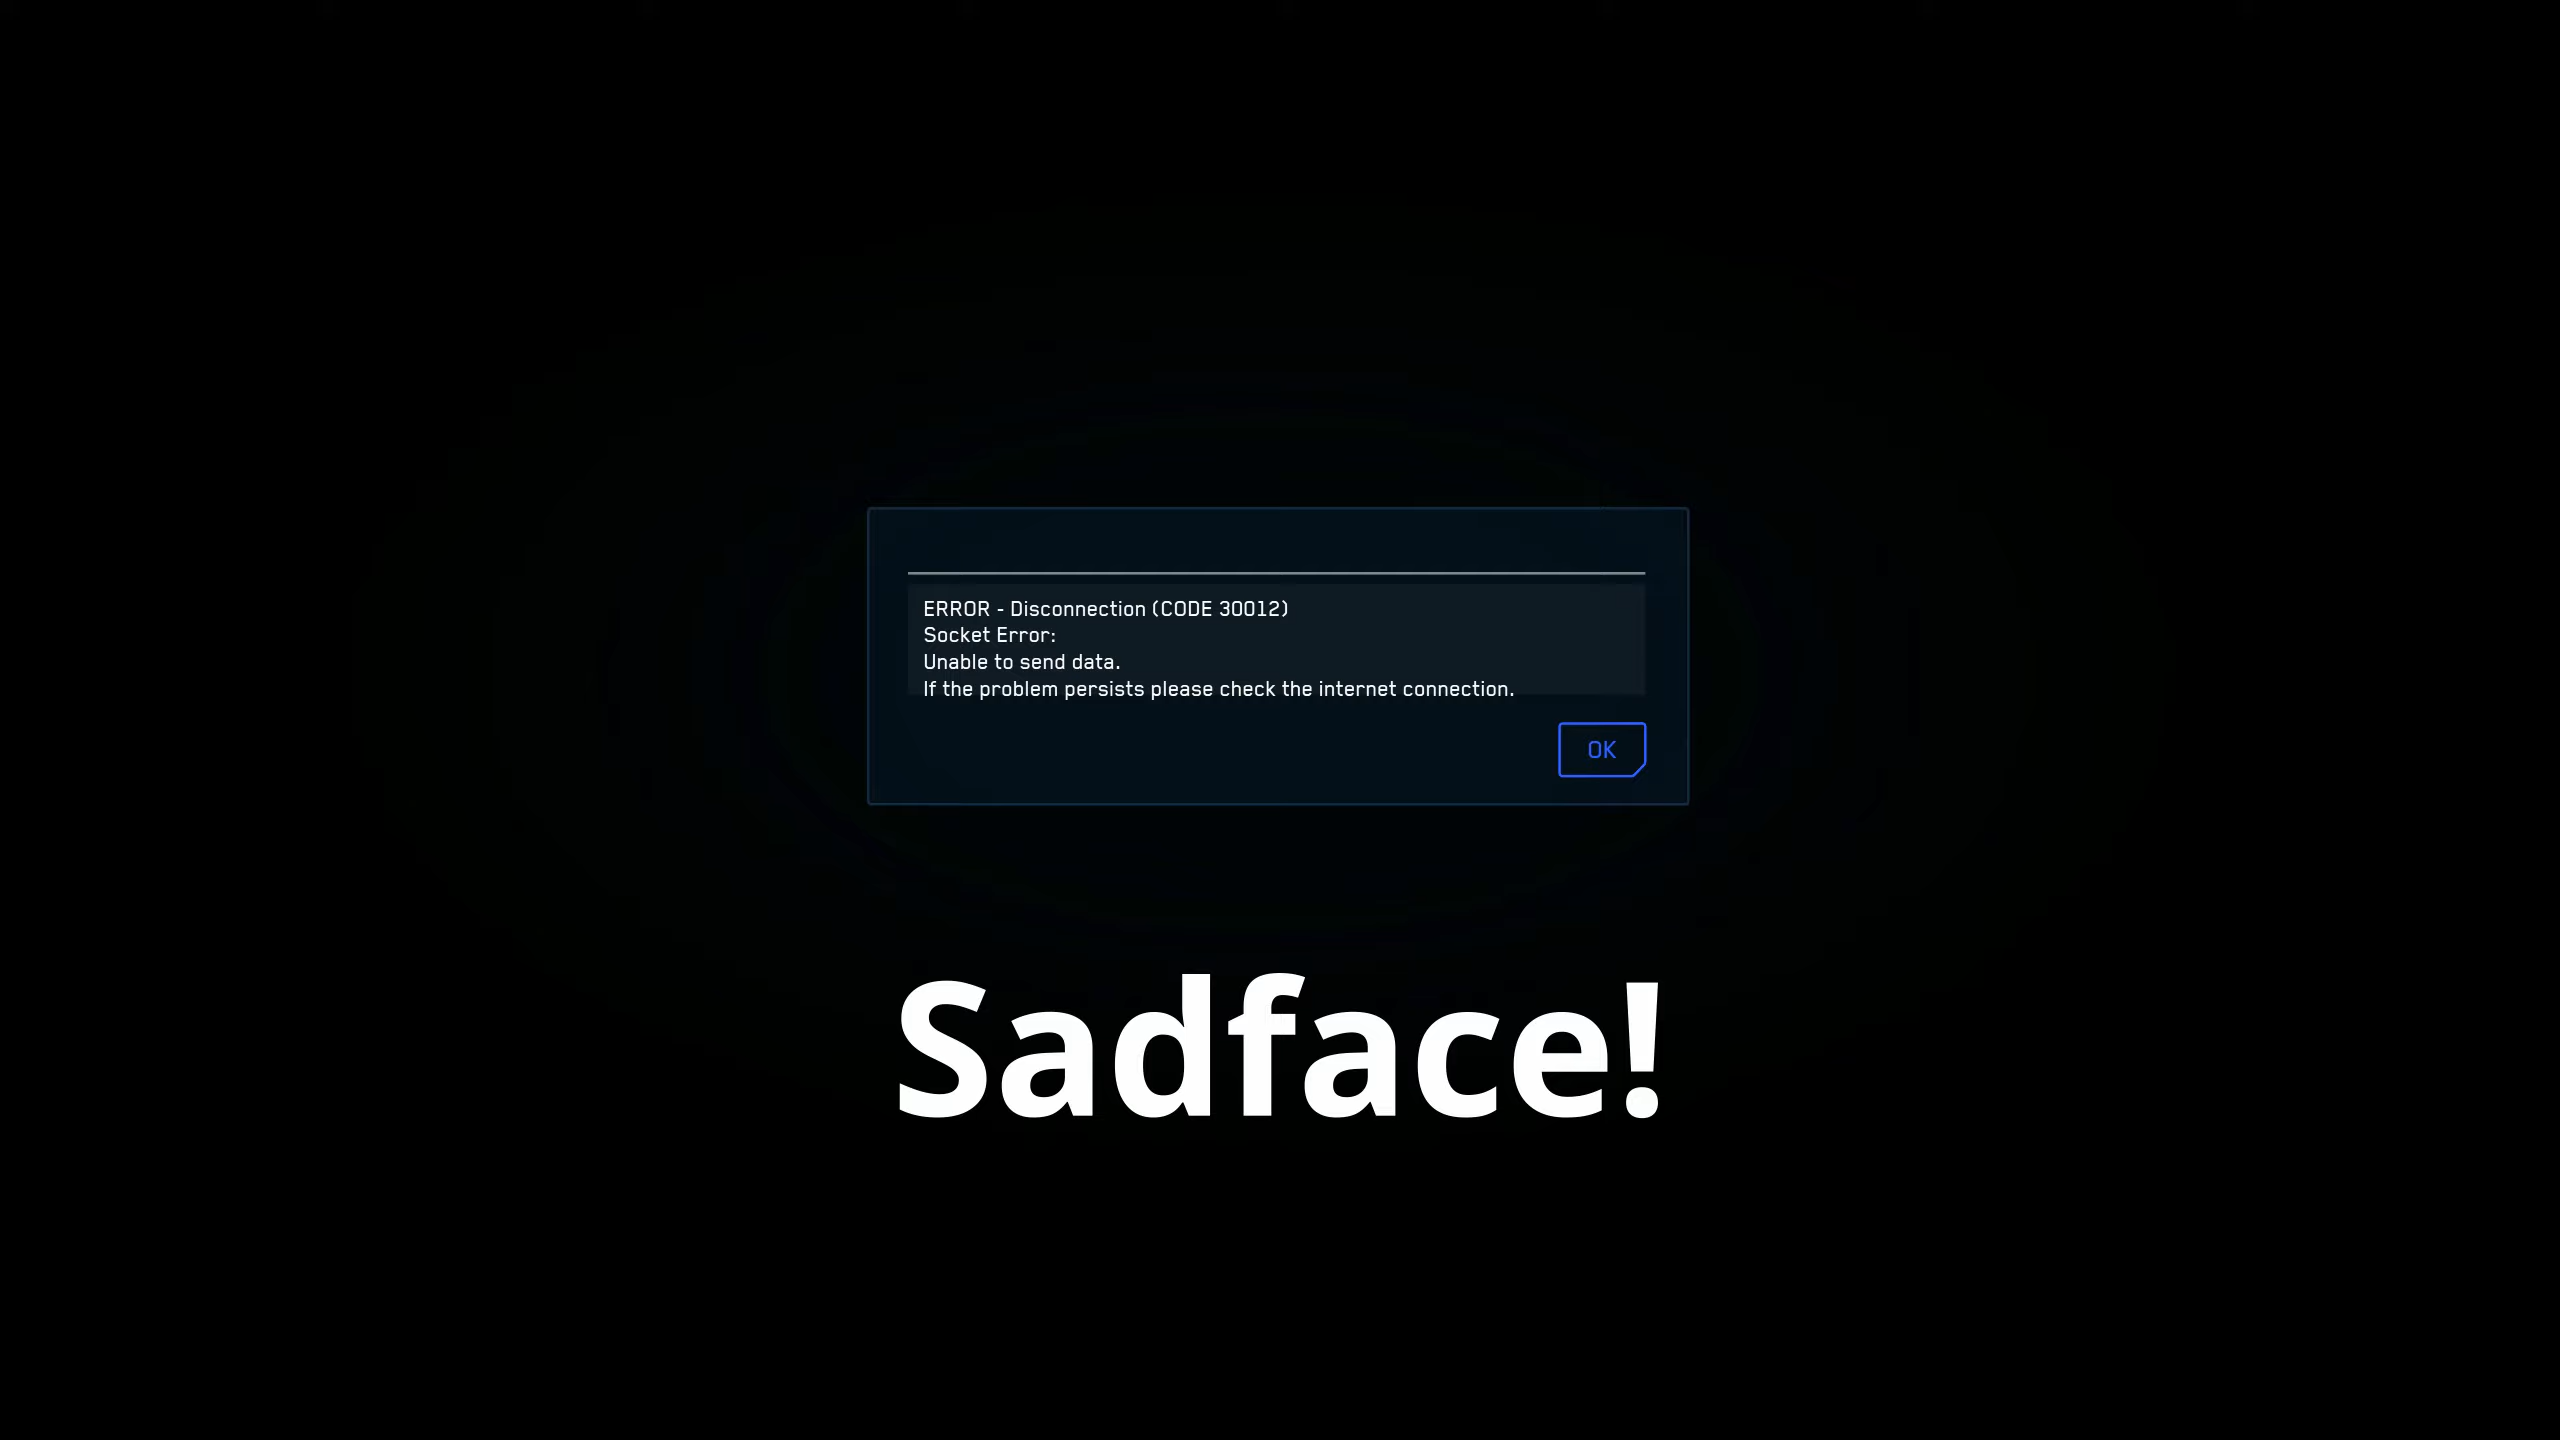 ERROR - Disconnection (CODE 30012)
Socket Error:
Unable to send data.
If the problem persists please check the internet connection.
OK
Sadface!